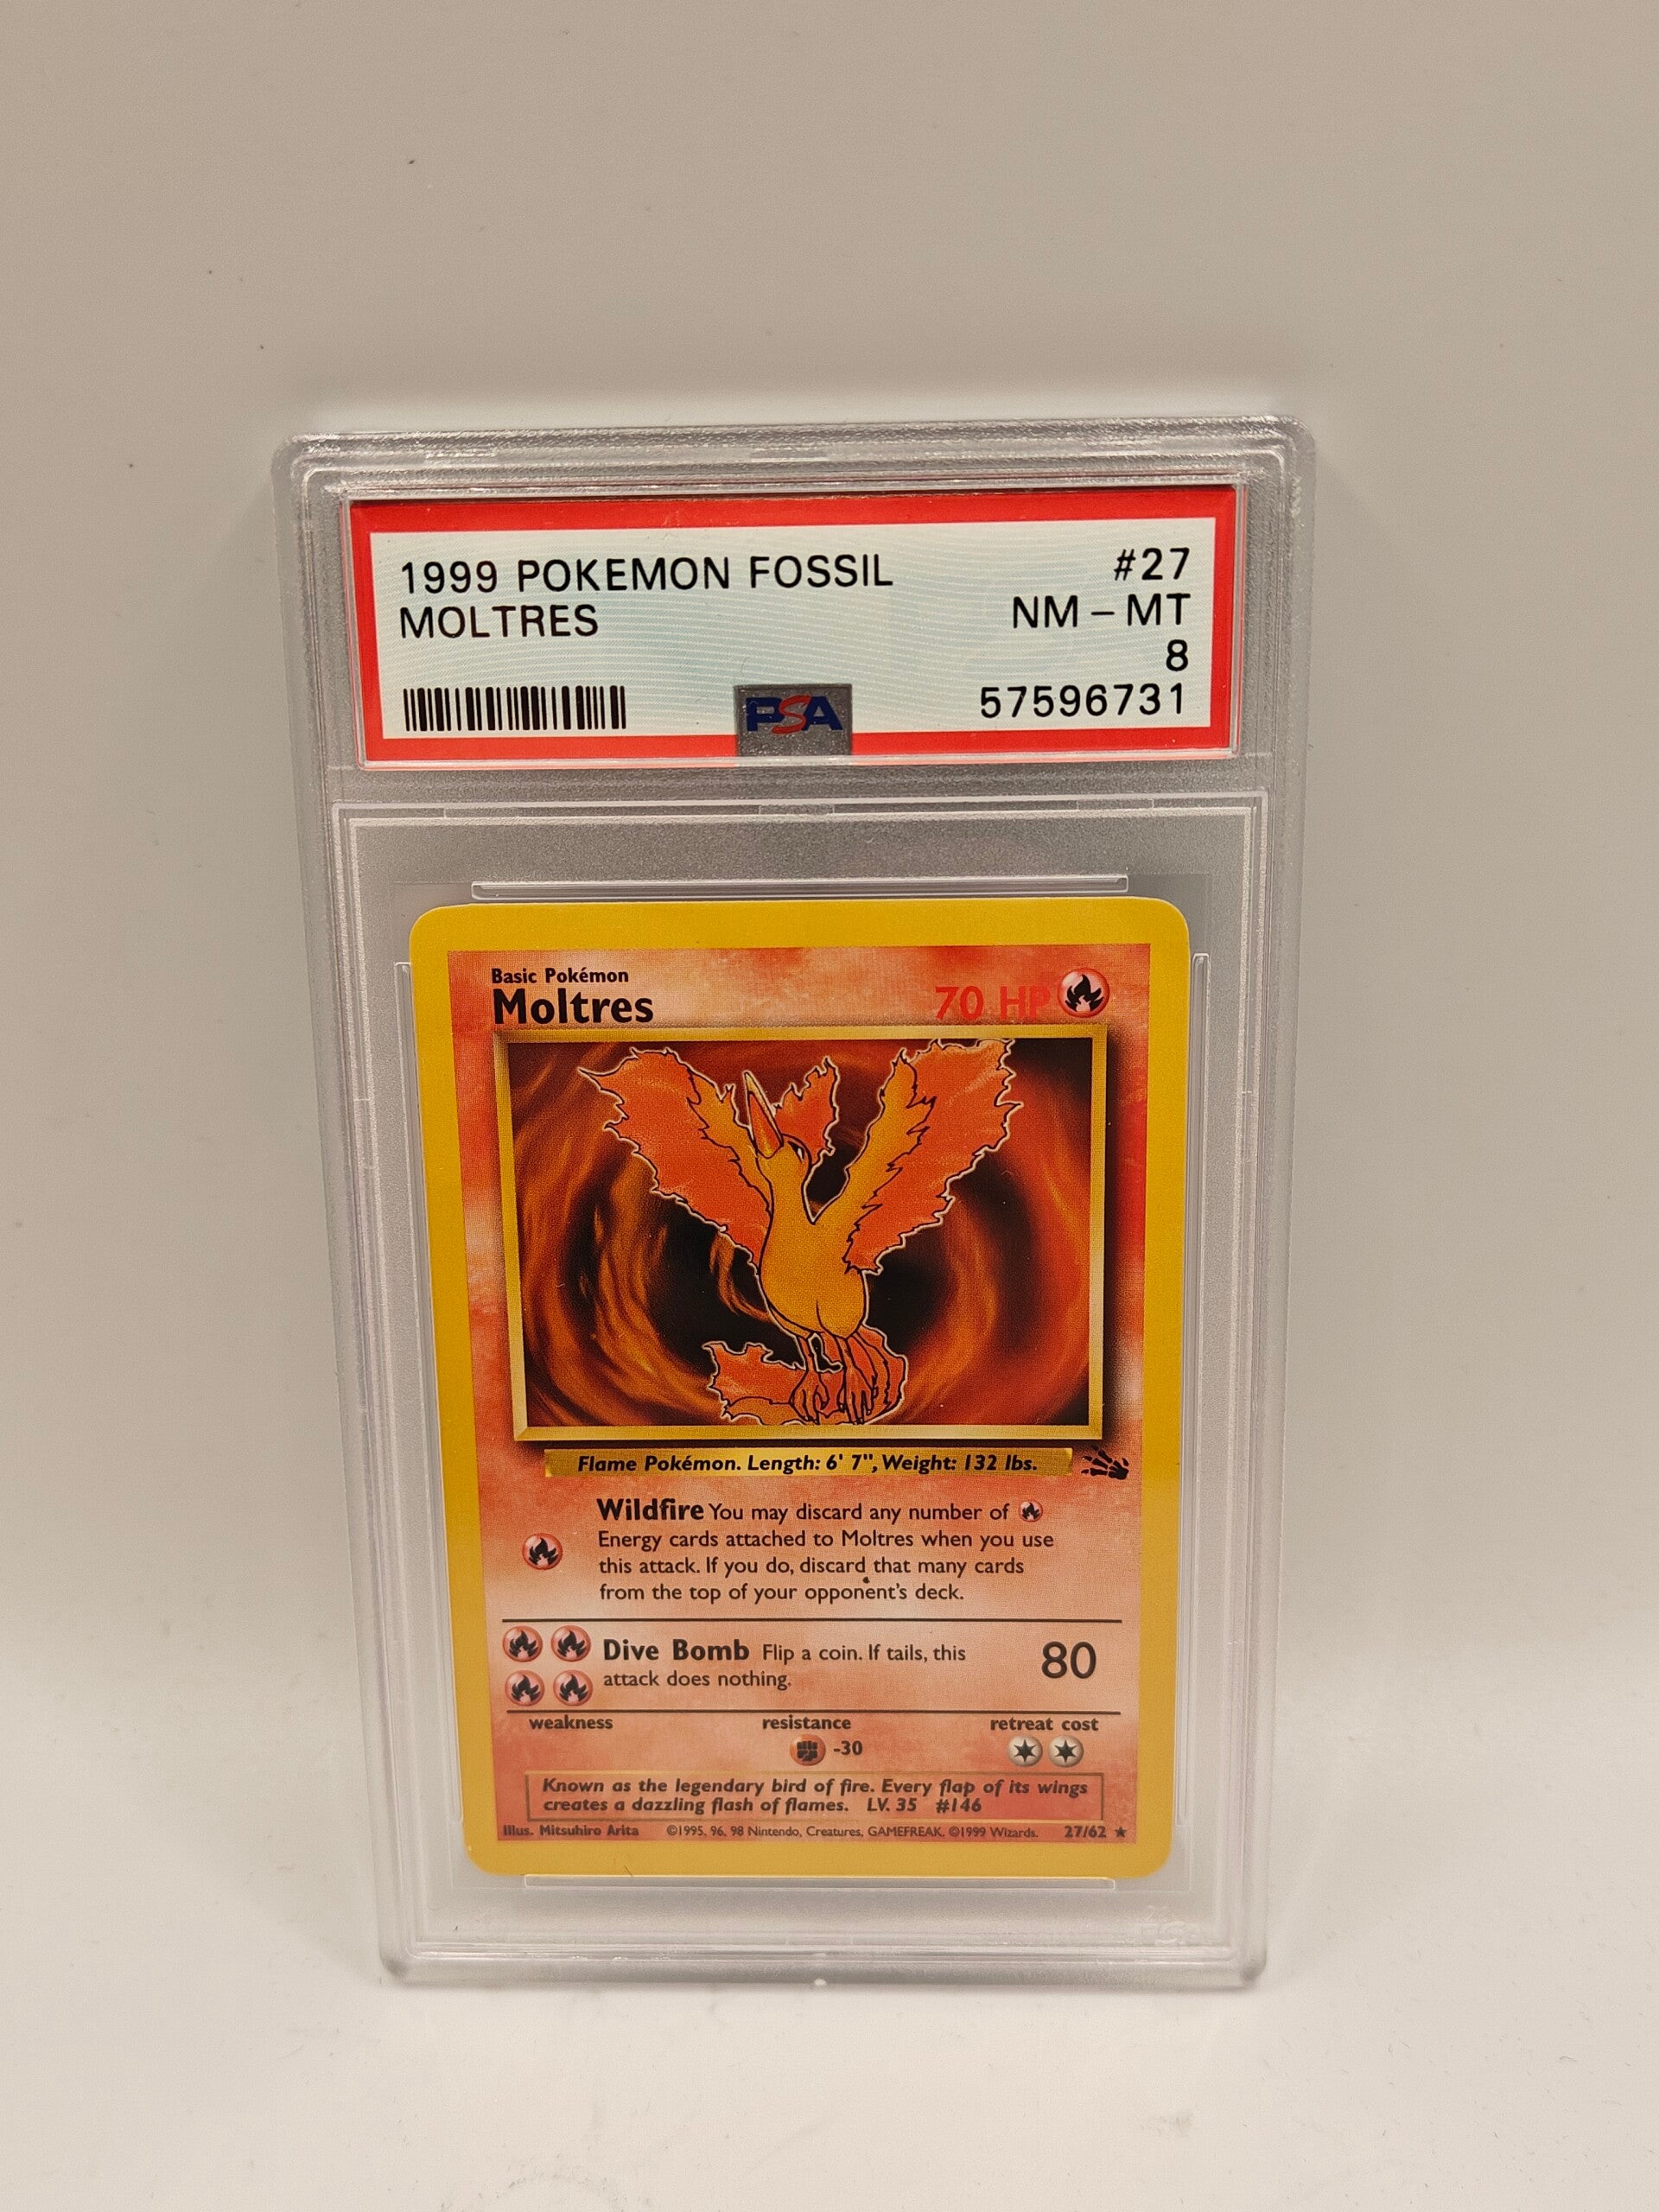 1999 POKEMON FOSSIL #27
MOLTRES NM - MT
8
PSA 57596731
Basic Pokémon
Moltres 70 HP
Flame Pokémon. Length: 6' 7", Weight: 132 lbs.
Wildfire You may discard any number of
Energy cards attached to Moltres when you use
this attack. If you do, discard that many cards
from the top of your opponent's deck.
Dive Bomb Flip a coin. If tails, this
attack does nothing.
80
weakness resistance retreat cost
-30
Known as the legendary bird of fire. Every flap of its wings
creates a dazzling flash of flames. LV. 35 #146
Illus. Mitsuhiro Arita ©1995, 96, 98 Nintendo, Creatures, GAMEFREAK. ©1999 Wizards. 27/62 ★